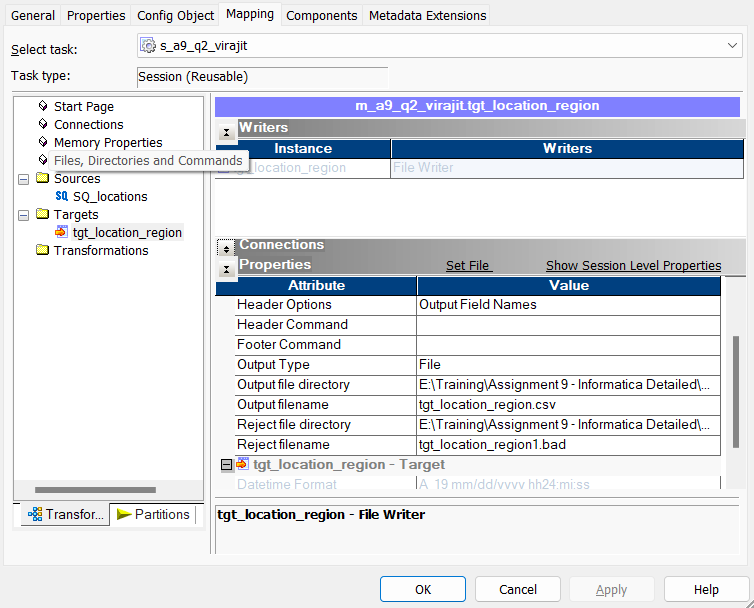 General Properties Config Object Mapping Components Metadata Extensions
Select task: s_a9_q2_virajit
Task type: Session (Reusable)
Start Page
Connections
Memory Properties
Files, Directories and Commands
Sources
SQ SQ_locations
Targets
tgt_location_region
Transformations
Transfor... Partitions
m_a9_q2_virajit.tgt_location_region
Writers
Instance Writers
location_region File Writer
Connections
Properties Set File Show Session Level Properties
Attribute Value
Header Options Output Field Names
Header Command
Footer Command
Output Type File
Output file directory E:\Training\Assignment 9 - Informatica Detailed\...
Output filename tgt_location_region.csv
Reject file directory E:\Training\Assignment 9 - Informatica Detailed\...
Reject filename tgt_location_region1.bad
tgt_location_region - Target
Datetime Format A 19 mm/dd/yyyy hh24:mi:ss
tgt_location_region - File Writer
OK Cancel Apply Help